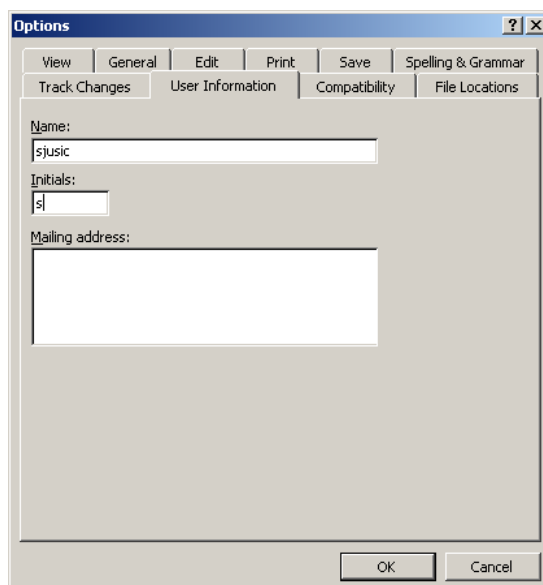 Options
View General Edit Print Save Spelling & Grammar
Track Changes User Information Compatibility File Locations
Name:
sjusic
Initials:
s
Mailing address:
OK Cancel